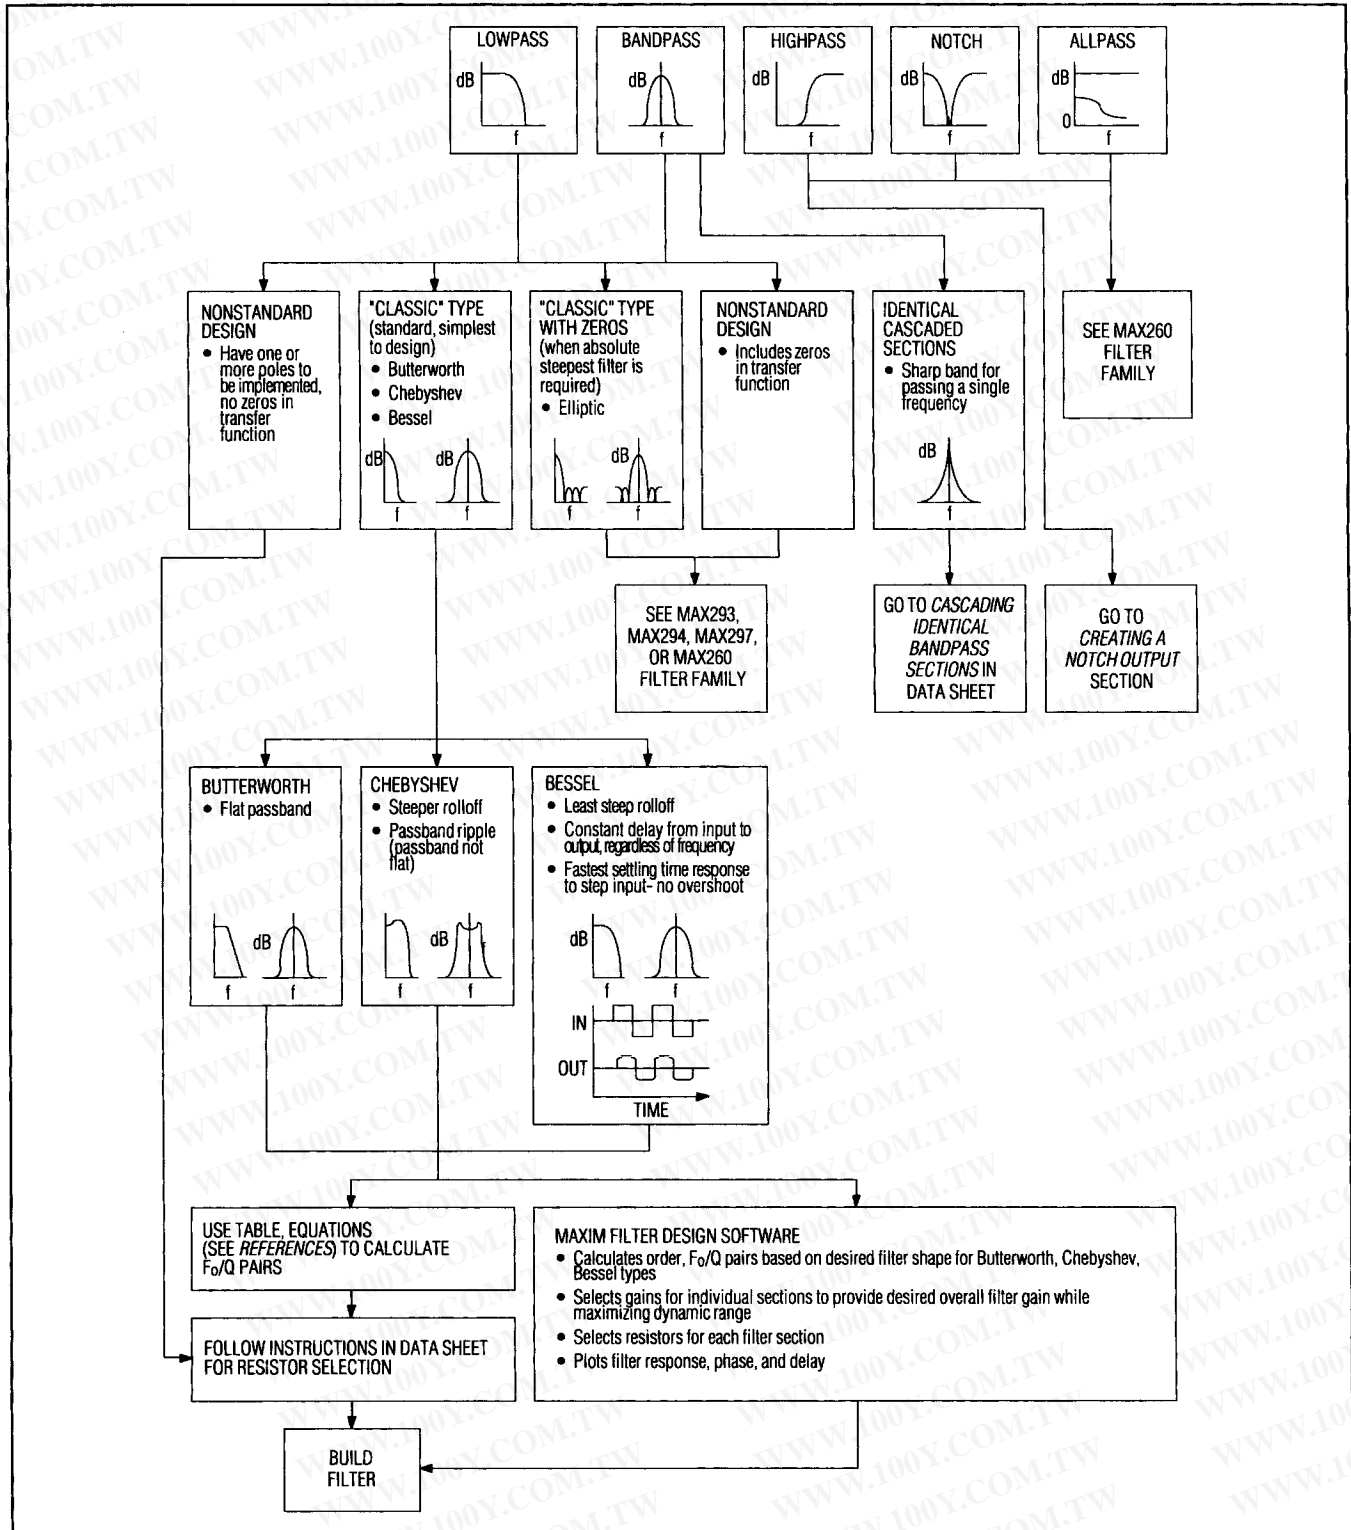 LOWPASS
dB
f
BANDPASS
dB
f
HIGHPASS
dB
f
NOTCH
dB
f
ALLPASS
dB
0
f
NONSTANDARD
DESIGN
• Have one or
more poles to
be implemented,
no zeros in
transfer
function
"CLASSIC" TYPE
(standard, simplest
to design)
• Butterworth
• Chebyshev
• Bessel
dB
f
dB
f
"CLASSIC" TYPE
WITH ZEROS
(when absolute
steepest filter is
required)
• Elliptic
f
dB
f
NONSTANDARD
DESIGN
• Includes zeros
in transfer
function
IDENTICAL
CASCADED
SECTIONS
• Sharp band for
passing a single
frequency
dB
f
SEE MAX260
FILTER
FAMILY
SEE MAX293,
MAX294, MAX297,
OR MAX260
FILTER FAMILY
GO TO CASCADING
IDENTICAL
BANDPASS
SECTIONS IN
DATA SHEET
GO TO
CREATING A
NOTCH OUTPUT
SECTION
BUTTERWORTH
• Flat passband
f
dB
f
CHEBYSHEV
• Steeper rolloff
• Passband ripple
(passband not
flat)
f
dB
f
BESSEL
• Least steep rolloff
• Constant delay from input to
output, regardless of frequency
• Fastest settling time response
to step input- no overshoot
dB
f
f
IN
OUT
TIME
USE TABLE, EQUATIONS
(SEE REFERENCES) TO CALCULATE
Fo/Q PAIRS
FOLLOW INSTRUCTIONS IN DATA SHEET
FOR RESISTOR SELECTION
MAXIM FILTER DESIGN SOFTWARE
• Calculates order, Fo/Q pairs based on desired filter shape for Butterworth, Chebyshev,
Bessel types
• Selects gains for individual sections to provide desired overall filter gain while
maximizing dynamic range
• Selects resistors for each filter section
• Plots filter response, phase, and delay
BUILD
FILTER
WWW.100Y.COM.TW